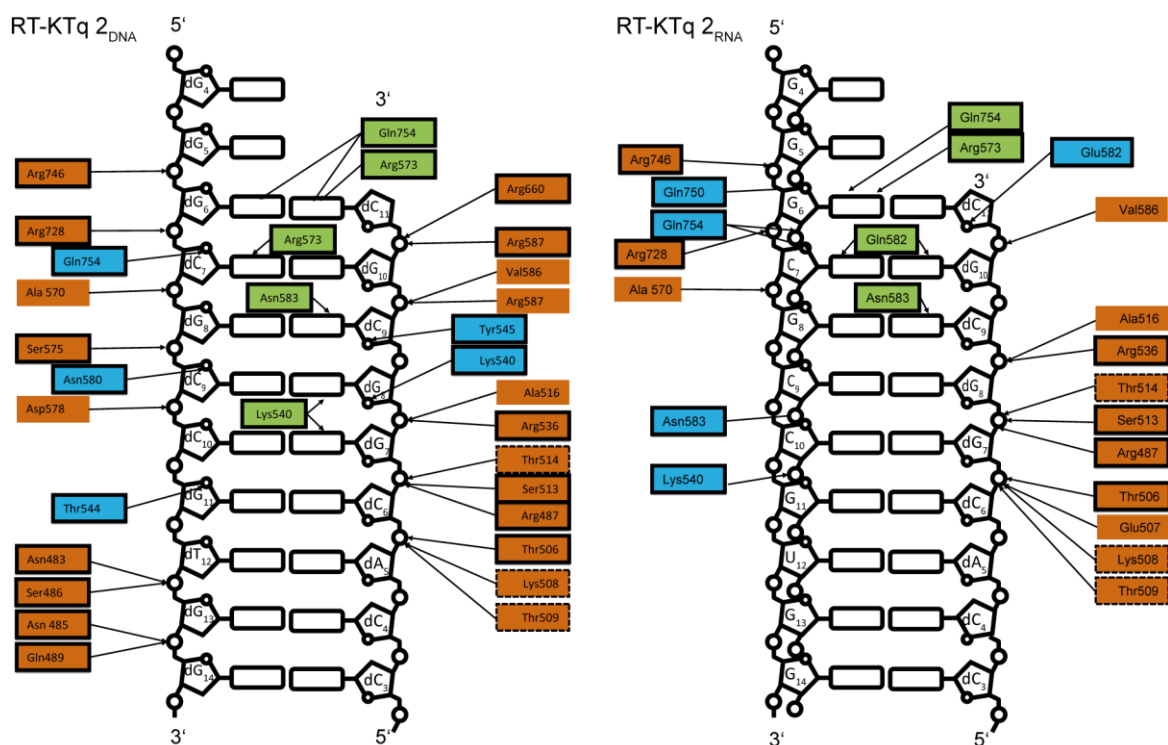 RT-KTq 2DNA
5‘
dG4
3‘
Gln754
dG5
Arg573
Arg746
dG6
dC11
Arg660
Arg728
Arg573
Arg587
Gln754
dC7
dG10
Val586
Ala 570
Asn583
Arg587
dG8
dC9
Tyr545
Ser575
Lys540
Asn580
dC9
dG8
Asp578
Lys540
Ala516
Arg536
dC10
dG7
Thr514
Ser513
Thr544
dG11
dC6
Arg487
Thr506
Asn483
dT12
dA5
Lys508
Ser486
Thr509
Asn 485
dG13
dC4
Gln489
dG14
dC3
3‘
5‘
RT-KTq 2RNA
5‘
G4
Gln754
G5
Arg573
Glu582
Arg746
3‘
Gln750
G6
dC11
Val586
Gln754
Gln582
Arg728
C7
dG10
Ala 570
Asn583
G8
dC9
Ala516
Arg536
C9
dG8
Thr514
Asn583
Ser513
C10
dG7
Arg487
Lys540
G11
dC6
Thr506
Glu507
U12
dA5
Lys508
Thr509
G13
dC4
G14
dC3
3‘
5‘